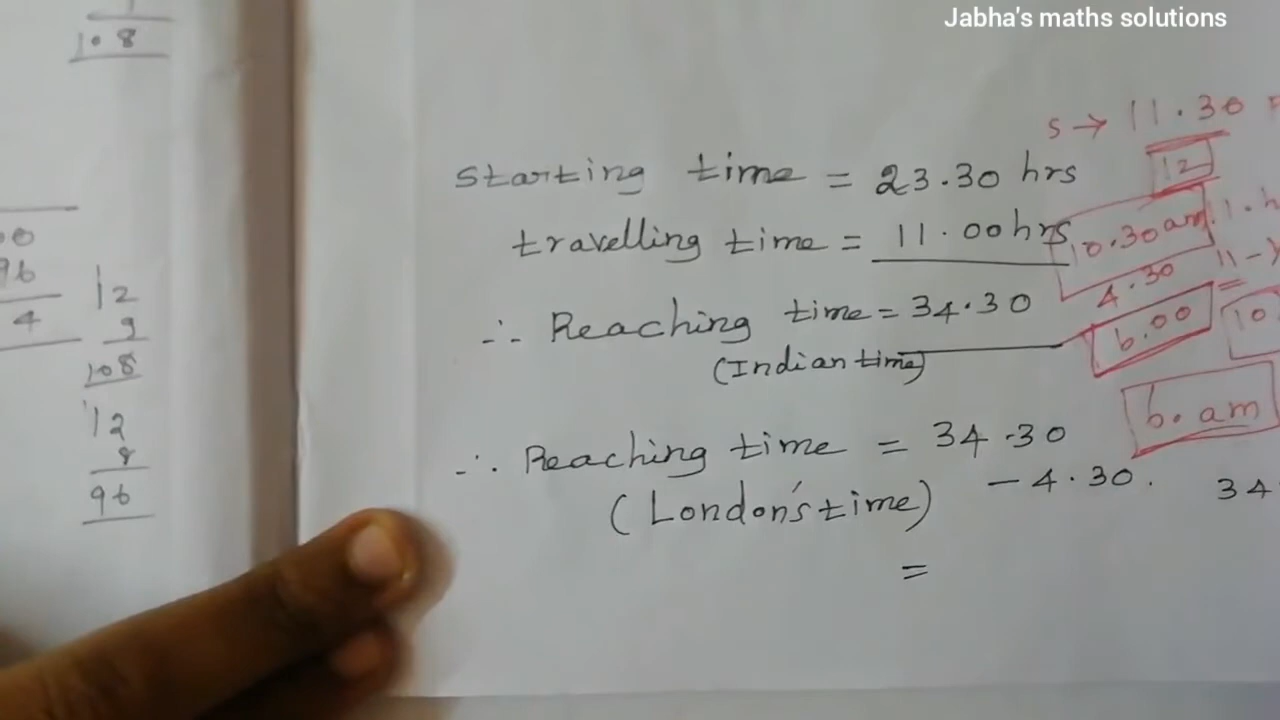 Jabha's maths solutions
108
00
96
4
12
9
108
12
8
96
s → 11.30
12
Starting time = 23.30 hrs
travelling time = 11.00 hrs
10.30 am
4.30
6.00
∴ Reaching time = 34.30
(Indian time)
6. am
∴ Reaching time = 34.30
(London's time) - 4.30.
34
=